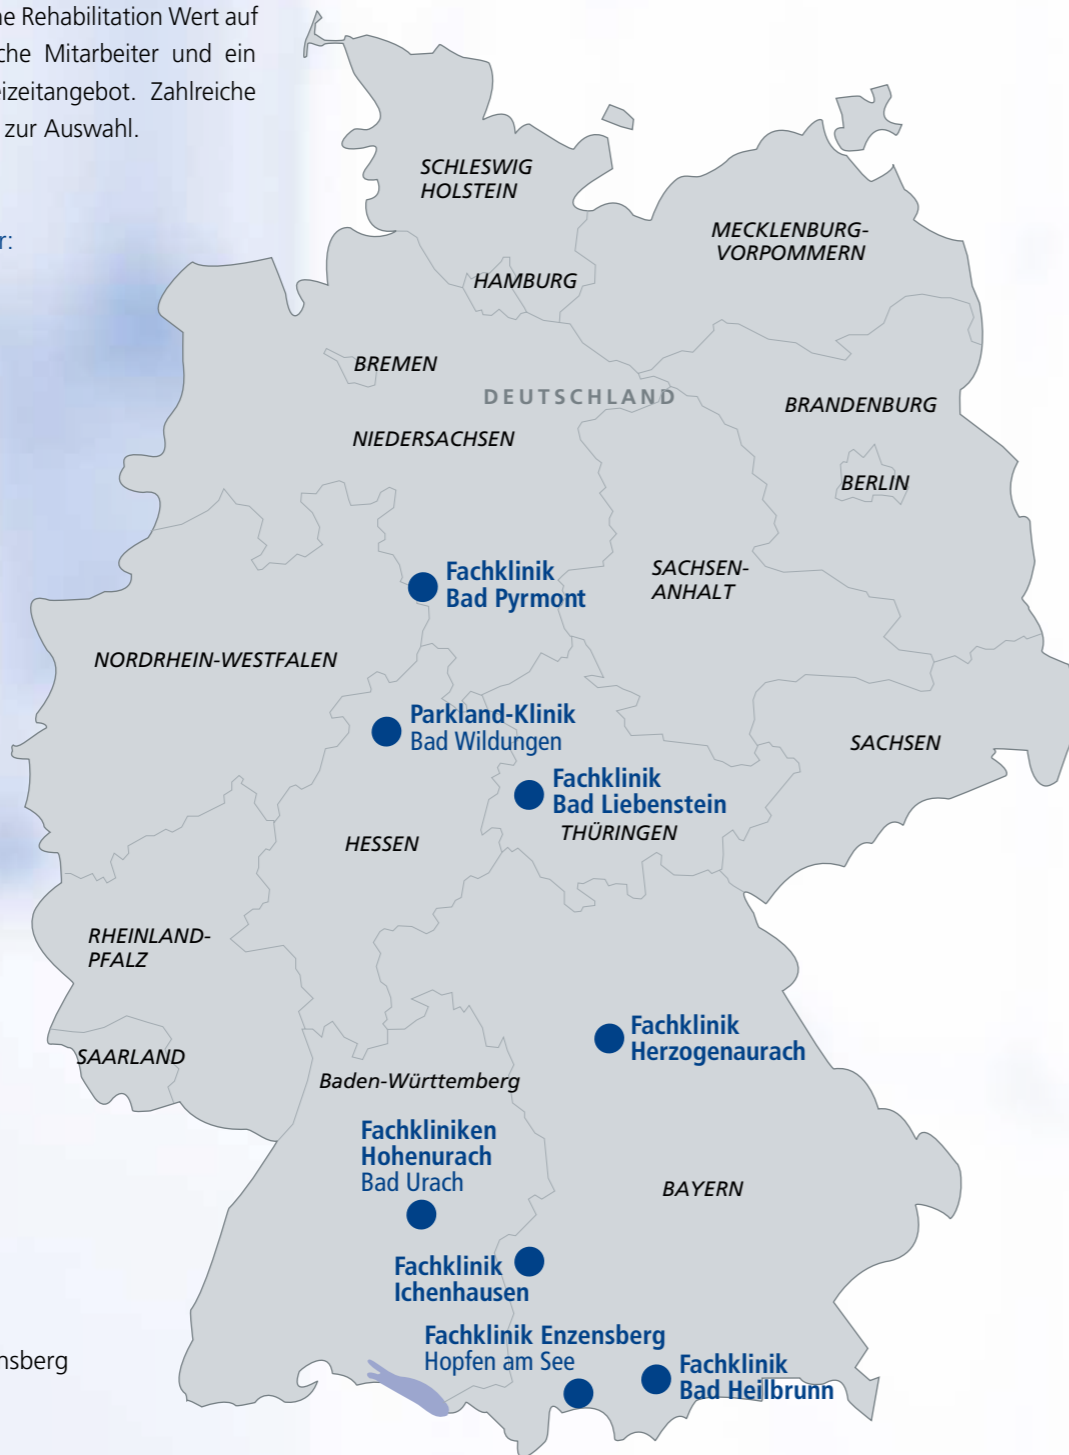 ne Rehabilitation Wert auf
che Mitarbeiter und ein
eizeitangebot. Zahlreiche
zur Auswahl.
r:
SCHLESWIG
HOLSTEIN
MECKLENBURG-
VORPOMMERN
HAMBURG
BREMEN
DEUTSCHLAND
BRANDENBURG
NIEDERSACHSEN
BERLIN
Fachklinik
Bad Pyrmont
SACHSEN-
ANHALT
NORDRHEIN-WESTFALEN
Parkland-Klinik
Bad Wildungen
SACHSEN
Fachklinik
Bad Liebenstein
THÜRINGEN
HESSEN
RHEINLAND-
PFALZ
Fachklinik
Herzogenaurach
SAARLAND
Baden-Württemberg
Fachkliniken
Hohenurach
Bad Urach
BAYERN
Fachklinik
Ichenhausen
Fachklinik Enzensberg
Hopfen am See
nsberg
Fachklinik
Bad Heilbrunn